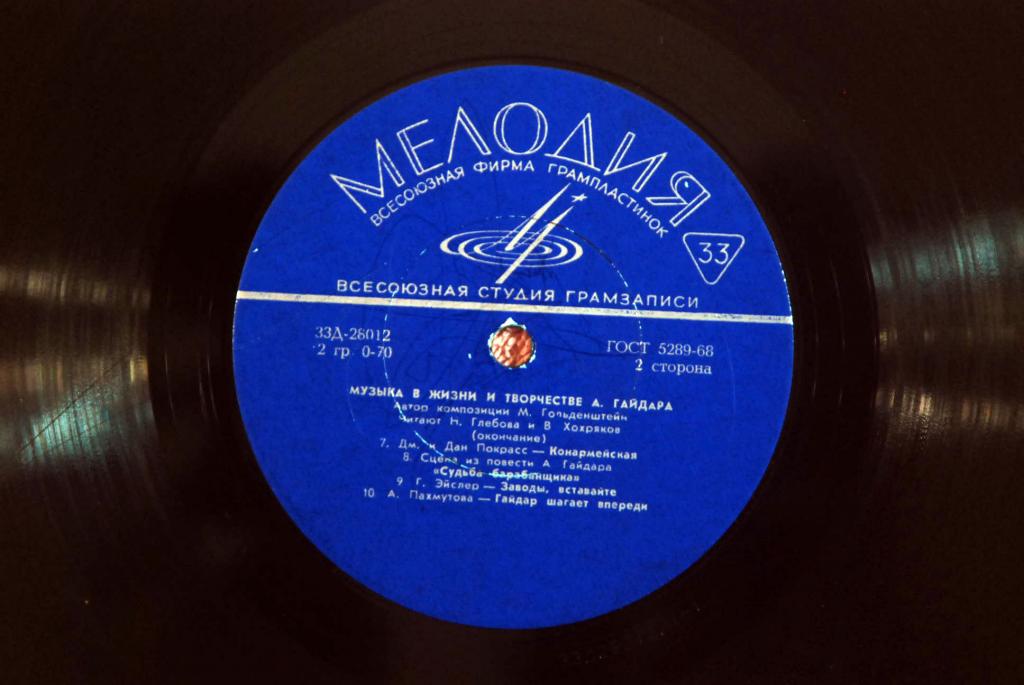 МЕЛОДИЯ
ВСЕСОЮЗНАЯ ФИРМА ГРАМПЛАСТИНОК
33
ВСЕСОЮЗНАЯ СТУДИЯ ГРАМЗАПИСИ
33Д-28012
2 гр. 0-70
ГОСТ 5289-68
2 сторона
МУЗЫКА В ЖИЗНИ И ТВОРЧЕСТВЕ А. ГАЙДАРА
Автор композиции М. Гольденштейн
Читают Н. Глебова и В Хохряков
(окончание)
7. Дм. и Дан Покрасс — Конармейская
8. Сцена из повести А. Гайдара
«Судьба барабанщика»
9 Г. Эйслер — Заводы, вставайте
10 А. Пахмутова — Гайдар шагает впереди